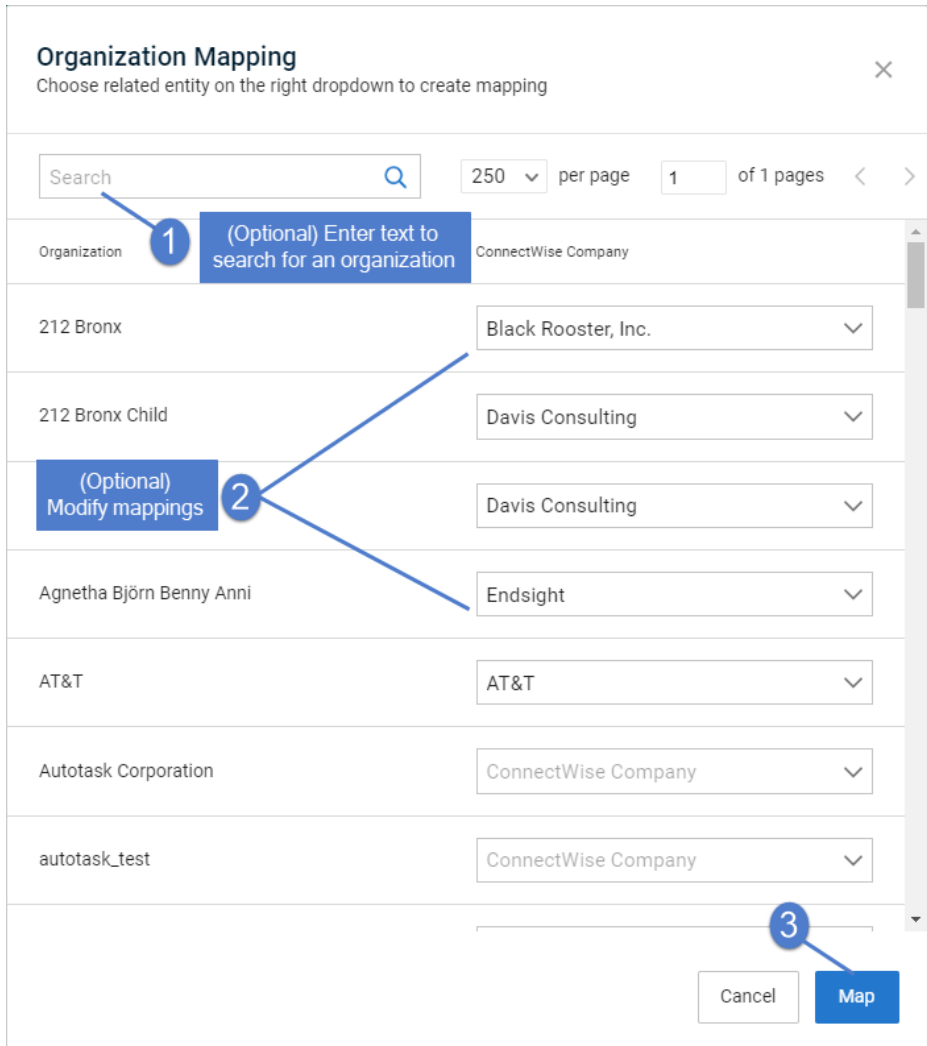 Organization Mapping
Choose related entity on the right dropdown to create mapping
Search
250 per page 1 of 1 pages
1
(Optional) Enter text to
search for an organization
Organization ConnectWise Company
212 Bronx Black Rooster, Inc.
212 Bronx Child Davis Consulting
(Optional)
Modify mappings
2
Davis Consulting
Agnetha Björn Benny Anni Endsight
AT&T AT&T
Autotask Corporation ConnectWise Company
autotask_test ConnectWise Company
3
Cancel Map